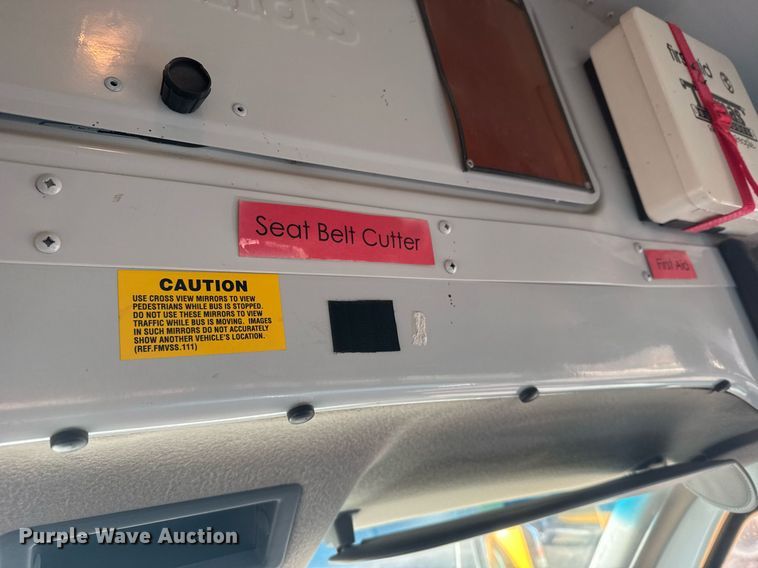 first aid
Seat Belt Cutter
First Aid
CAUTION
USE CROSS VIEW MIRRORS TO VIEW
PEDESTRIANS WHILE BUS IS STOPPED.
DO NOT USE THESE MIRRORS TO VIEW
TRAFFIC WHILE BUS IS MOVING. IMAGES
IN SUCH MIRRORS DO NOT ACCURATELY
SHOW ANOTHER VEHICLE'S LOCATION.
(REF.FMVSS.111)
Purple Wave Auction